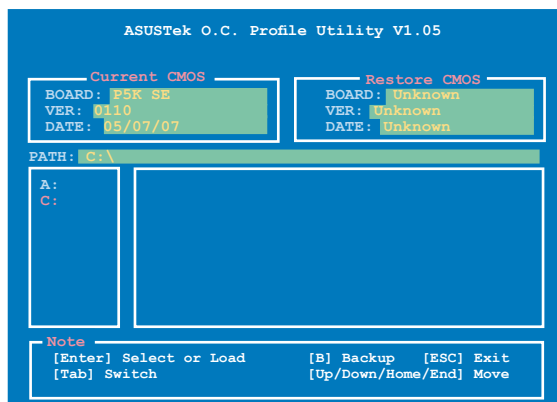 ASUSTek O.C. Profile Utility V1.05
Current CMOS
BOARD: P5K SE
VER: 0110
DATE: 05/07/07
Restore CMOS
BOARD: Unknown
VER: Unknown
DATE: Unknown
PATH: C:\
A:
C:
Note
[Enter] Select or Load [B] Backup [ESC] Exit
[Tab] Switch [Up/Down/Home/End] Move